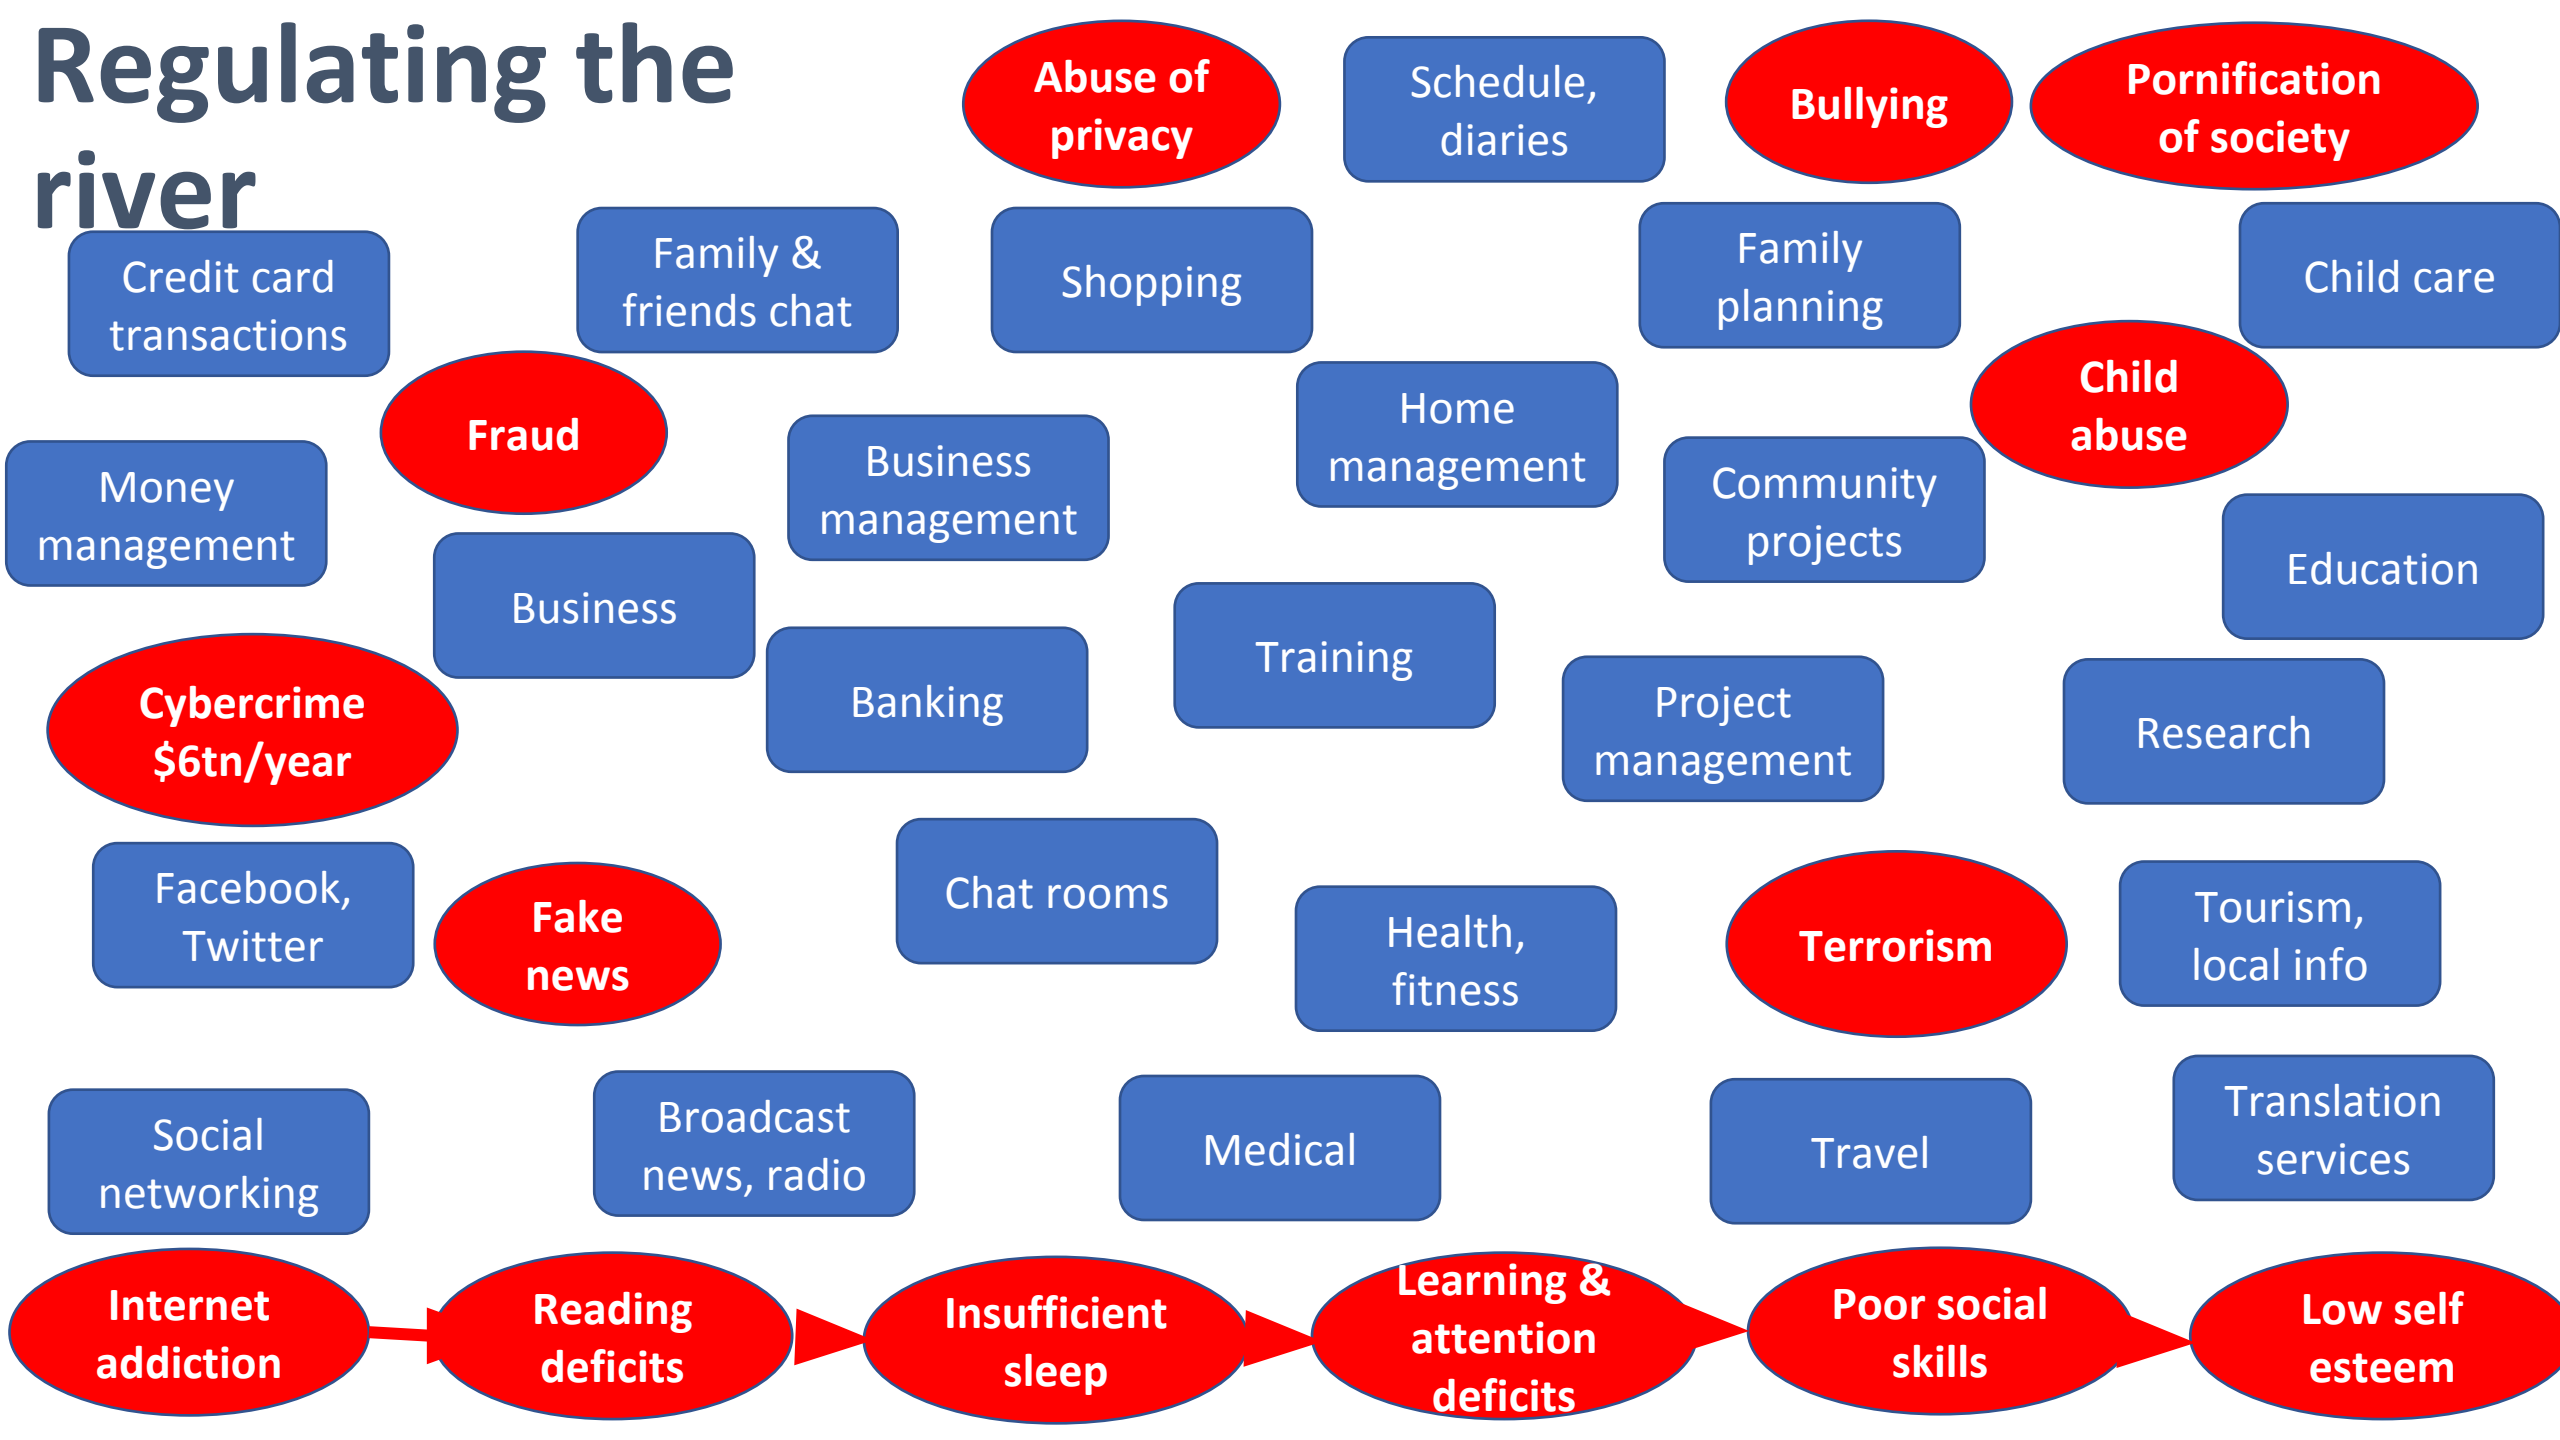 Regulating the
river
Abuse of
privacy
Schedule,
diaries
Bullying
Pornification
of society
Credit card
transactions
Family &
friends chat
Shopping
Family
planning
Child care
Fraud
Home
management
Child
abuse
Money
management
Business
management
Community
projects
Education
Business
Training
Cybercrime
$6tn/year
Banking
Project
management
Research
Facebook,
Twitter
Fake
news
Chat rooms
Health,
fitness
Terrorism
Tourism,
local info
Social
networking
Broadcast
news, radio
Medical
Travel
Translation
services
Internet
addiction
Reading
deficits
Insufficient
sleep
Learning &
attention
deficits
Poor social
skills
Low self
esteem